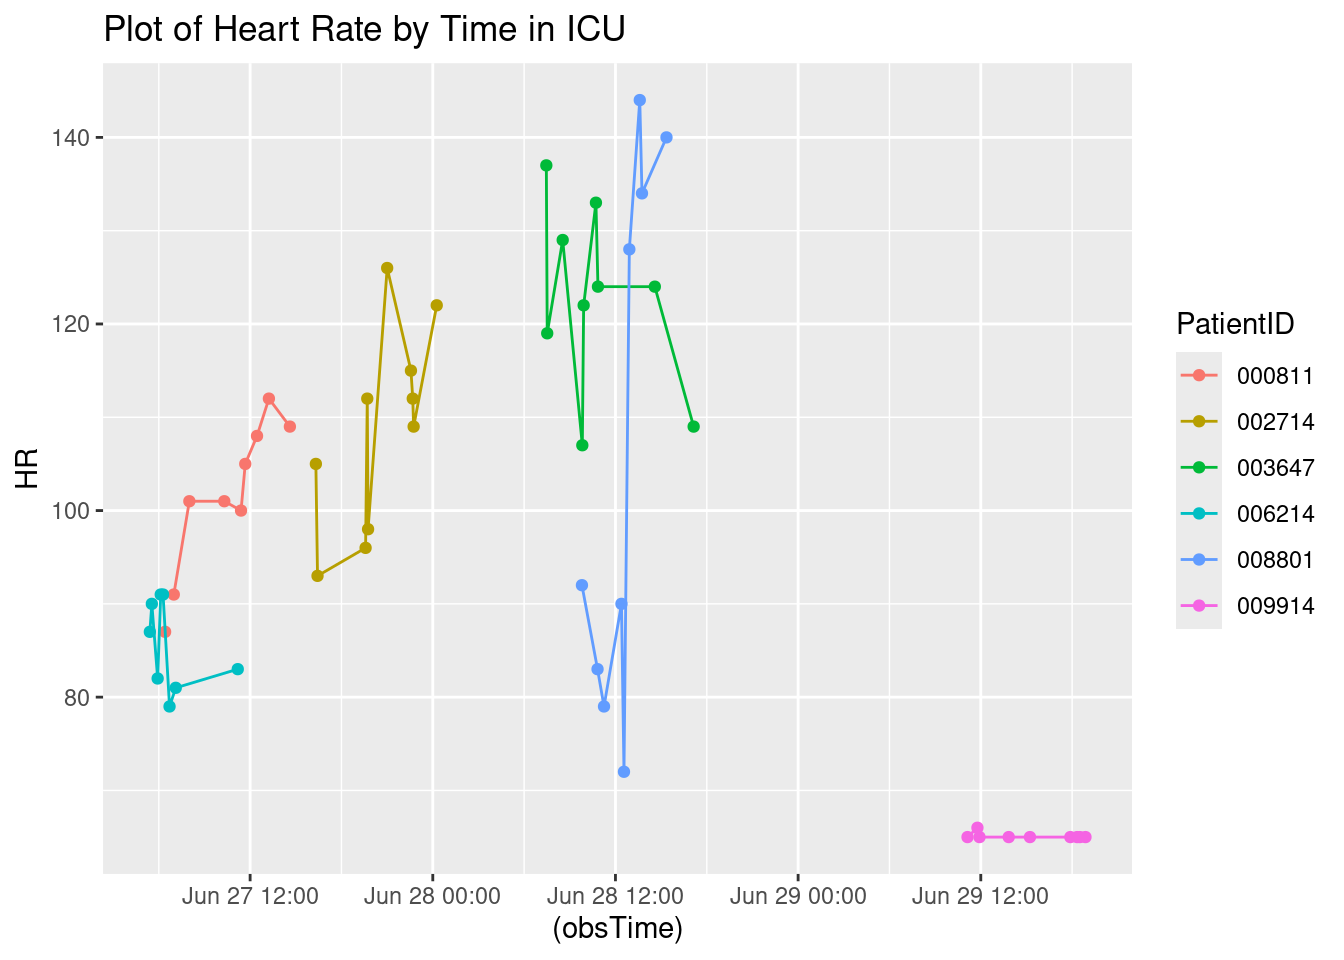 Plot of Heart Rate by Time in ICU
140
120
100
80
HR
Jun 27 12:00
Jun 28 00:00
Jun 28 12:00
Jun 29 00:00
Jun 29 12:00
(obsTime)
PatientID
000811
002714
003647
006214
008801
009914